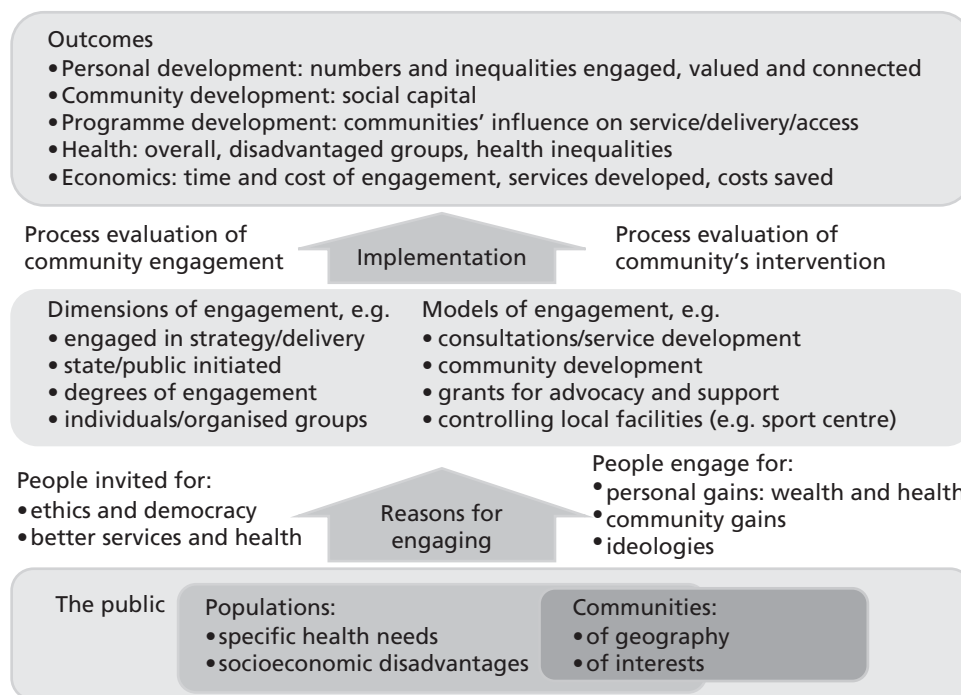 Outcomes
•Personal development: numbers and inequalities engaged, valued and connected
•Community development: social capital
•Programme development: communities’ influence on service/delivery/access
•Health: overall, disadvantaged groups, health inequalities
•Economics: time and cost of engagement, services developed, costs saved
Process evaluation of
community engagement
Implementation
Process evaluation of
community’s intervention
Dimensions of engagement, e.g.
• engaged in strategy/delivery
• state/public initiated
• degrees of engagement
• individuals/organised groups
Models of engagement, e.g.
• consultations/service development
• community development
• grants for advocacy and support
• controlling local facilities (e.g. sport centre)
People invited for:
•ethics and democracy
•better services and health
Reasons for
engaging
People engage for:
•personal gains: wealth and health
•community gains
•ideologies
The public
Populations:
•specific health needs
•socioeconomic disadvantages
Communities:
•of geography
•of interests